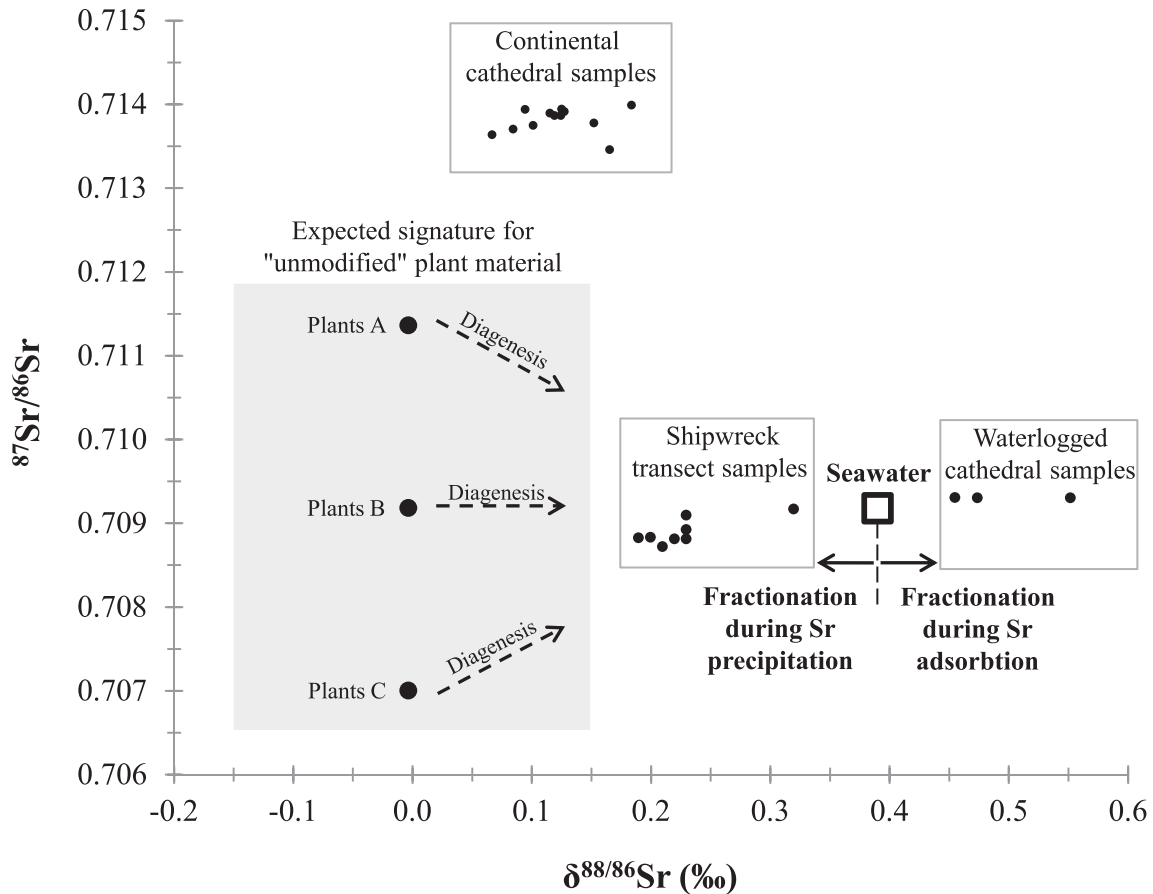 0.715
0.714
0.713
0.712
0.711
0.710
0.709
0.708
0.707
0.706
⁸⁷Sr/⁸⁶Sr
Continental
cathedral samples
Expected signature for
"unmodified" plant material
Plants A
Diagenesis
Plants B
Diagenesis
Plants C
Diagenesis
Shipwreck
transect samples
Seawater
Waterlogged
cathedral samples
Fractionation
during Sr
precipitation
Fractionation
during Sr
adsorbtion
-0.2 -0.1 0.0 0.1 0.2 0.3 0.4 0.5 0.6
δ⁸⁸/⁸⁶Sr (‰)